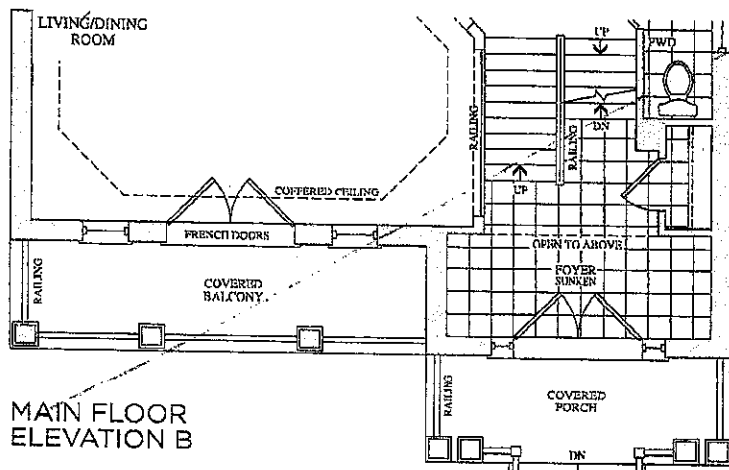 LIVING/DINING
ROOM
UP
PWD
RAILING
RAILING
DN
UP
COFFERED CEILING
FRENCH DOORS
OPEN TO ABOVE
FOYER
SUNKEN
RAILING
COVERED
BALCONY
MAIN FLOOR
ELEVATION B
RAILING
COVERED
PORCH
DN